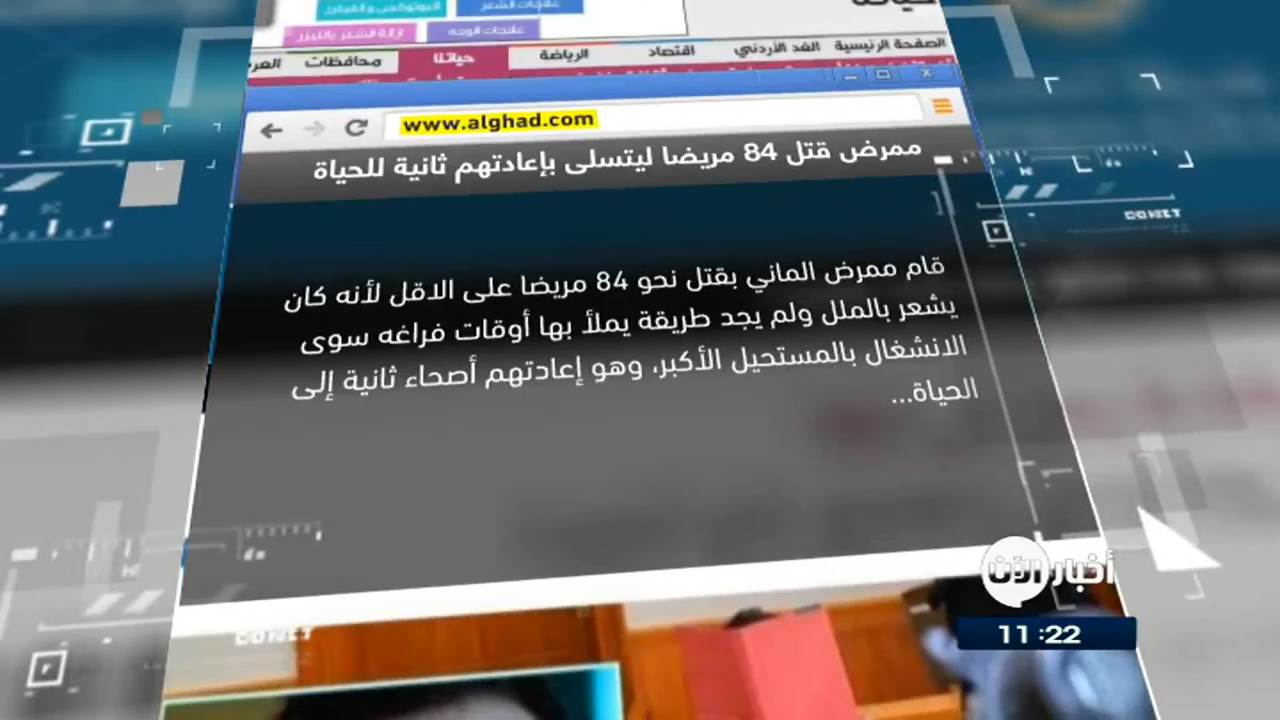 علاجات الشعر
البوتوكس والفيلرز
علاجات الوجه
ازالة الشعر بالليزر
الصفحة الرئيسية الغد الأردني اقتصاد الرياضة حياتنا محافظات
www.alghad.com
ممرض قتل 84 مريضا ليتسلى بإعادتهم ثانية للحياة
قام ممرض الماني بقتل نحو 84 مريضا على الاقل لأنه كان
يشعر بالملل ولم يجد طريقة يملأ بها أوقات فراغه سوى
الانشغال بالمستحيل الأكبر، وهو إعادتهم أصحاء ثانية إلى
الحياة...
أخبار الآن
11:22